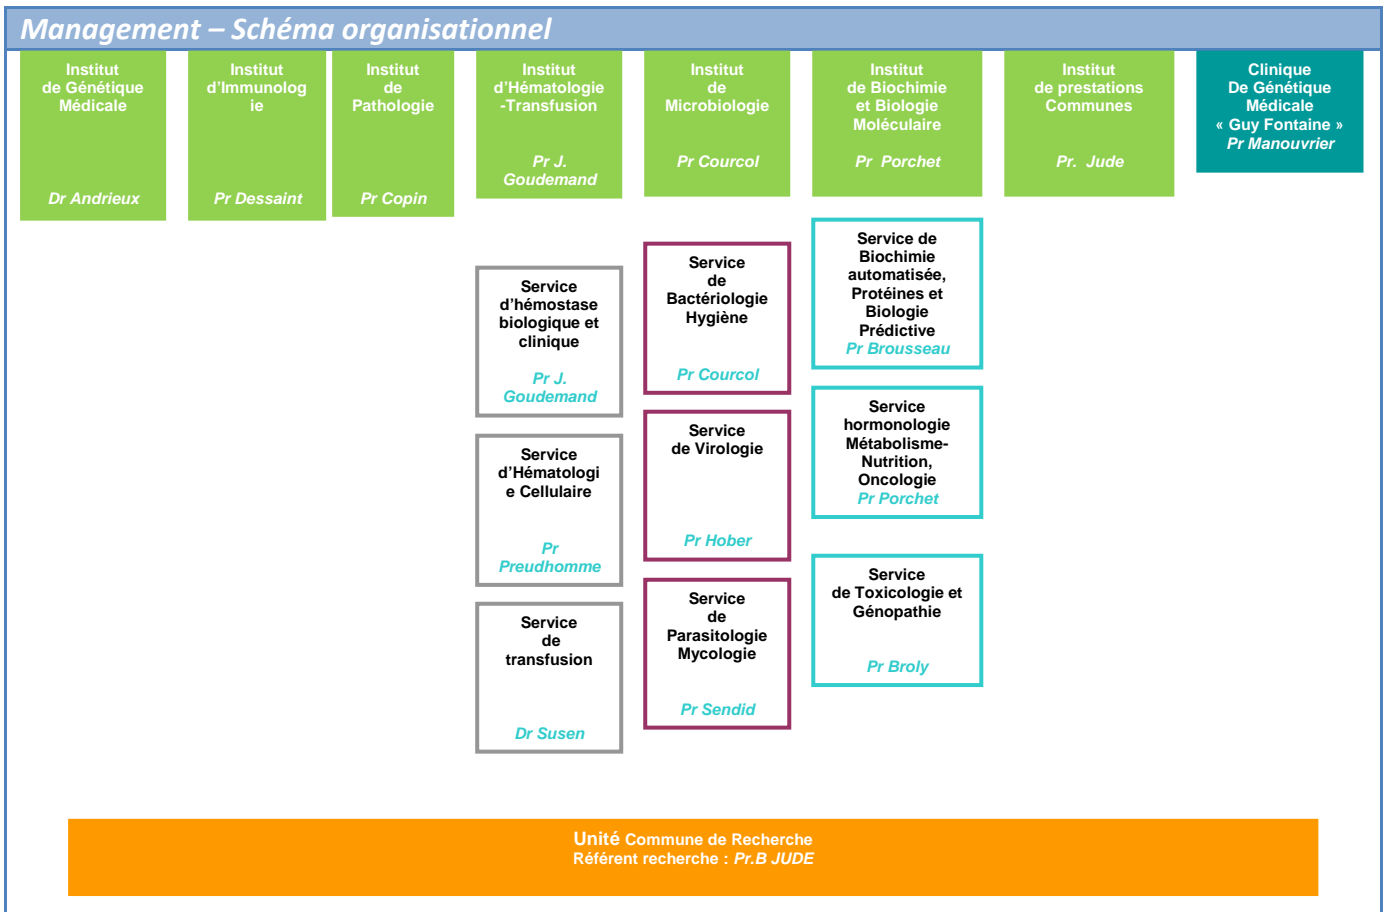 Management – Schéma organisationnel
Institut
de Génétique
Médicale
Dr Andrieux
Institut
d'Immunolog
ie
Pr Dessaint
Institut
de
Pathologie
Pr Copin
Institut
d'Hématologie
-Transfusion
Pr J.
Goudemand
Institut
de
Microbiologie
Pr Courcol
Institut
de Biochimie
et Biologie
Moléculaire
Pr Porchet
Institut
de prestations
Communes
Pr. Jude
Clinique
De Génétique
Médicale
« Guy Fontaine »
Pr Manouvrier
Service
d'hémostase
biologique et
clinique
Pr J.
Goudemand
Service
d'Hématologi
e Cellulaire
Pr
Preudhomme
Service
de
transfusion
Dr Susen
Service
de
Bactériologie
Hygiène
Pr Courcol
Service
de Virologie
Pr Hober
Service
de
Parasitologie
Mycologie
Pr Sendid
Service de
Biochimie
automatisée,
Protéines et
Biologie
Prédictive
Pr Brousseau
Service
hormonologie
Métabolisme-
Nutrition,
Oncologie
Pr Porchet
Service
de Toxicologie et
Génopathie
Pr Broly
Unité Commune de Recherche
Référent recherche : Pr.B JUDE